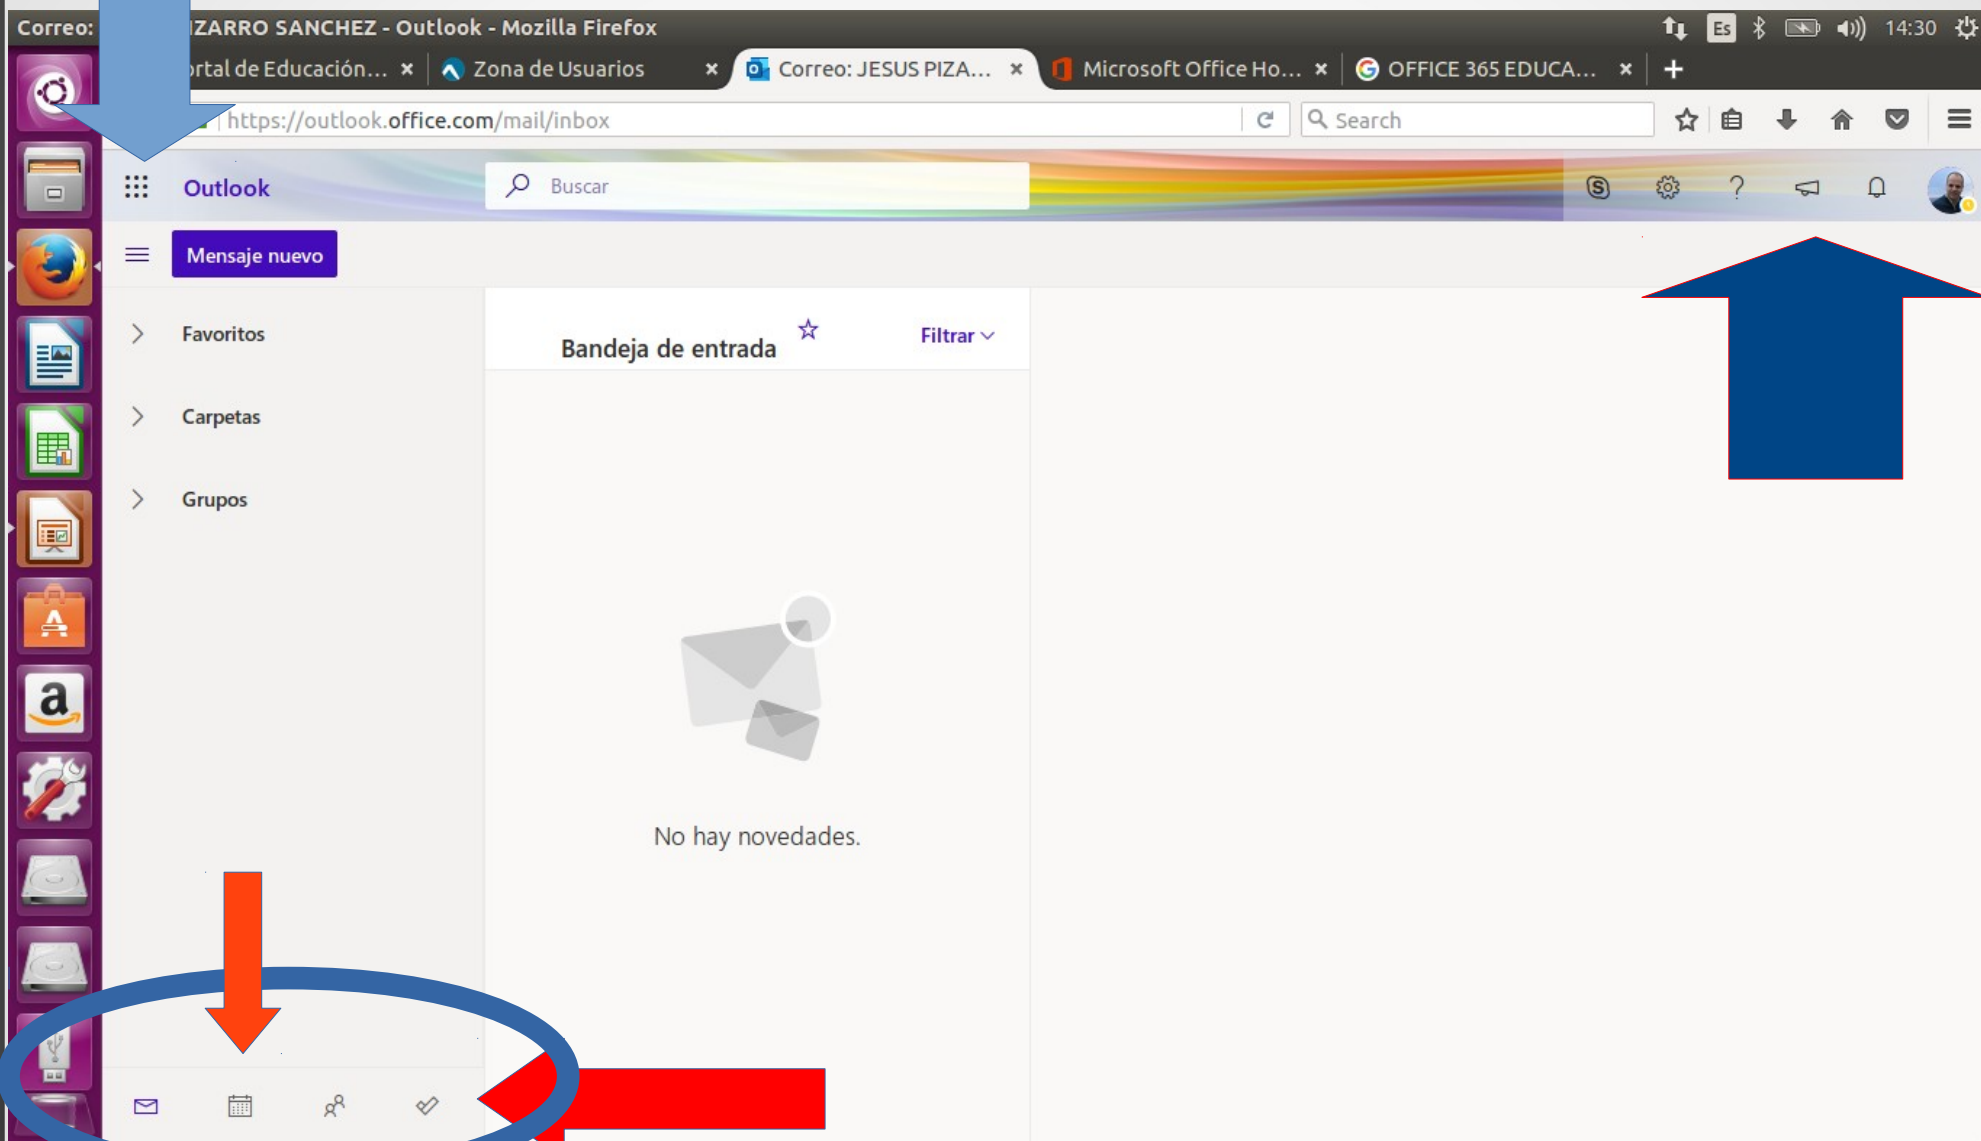 Correo: IZARRO SANCHEZ - Outlook - Mozilla Firefox Es 14:30
ortal de Educación... Zona de Usuarios Correo: JESUS PIZA... Microsoft Office Ho... OFFICE 365 EDUCA...
https://outlook.office.com/mail/inbox Search
Outlook Buscar
Mensaje nuevo
Favoritos
Bandeja de entrada Filtrar
Carpetas
Grupos
No hay novedades.